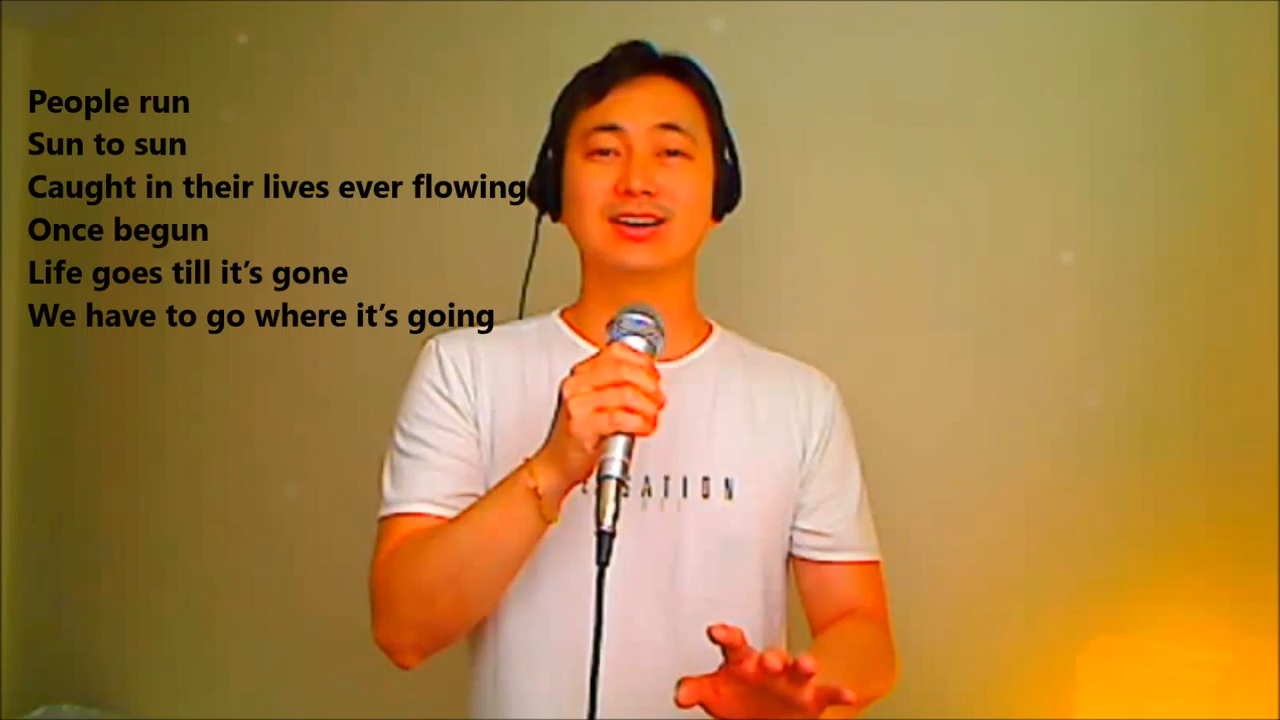 People run
Sun to sun
Caught in their lives ever flowing
Once begun
Life goes till it’s gone
We have to go where it’s going
SATION